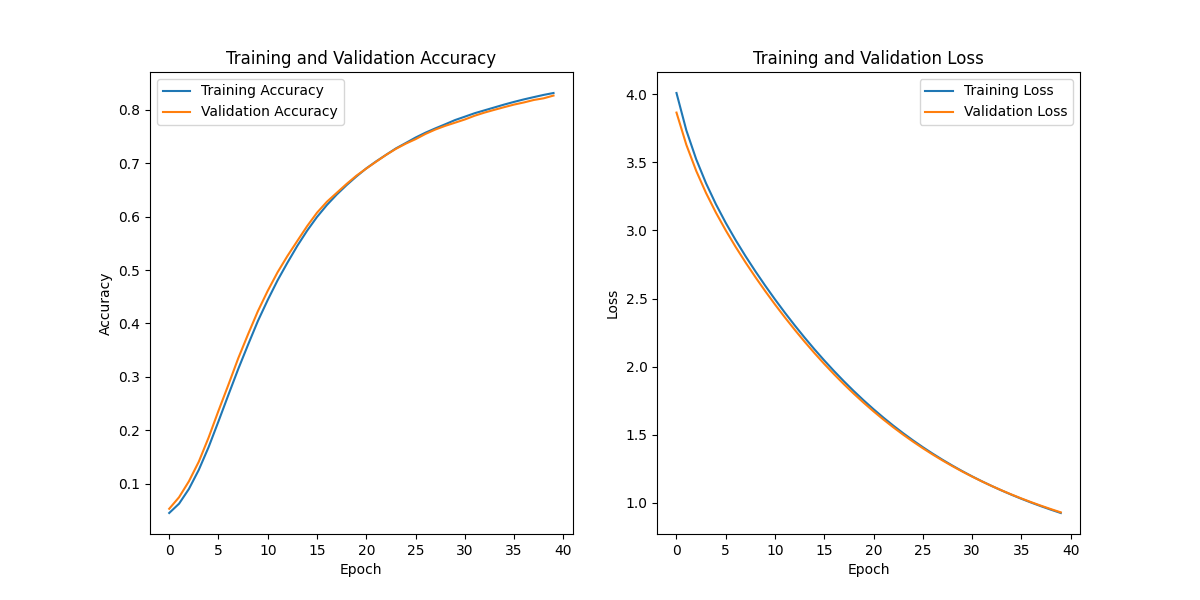 Training and Validation Accuracy
Training Accuracy
Validation Accuracy
Accuracy
0.8
0.7
0.6
0.5
0.4
0.3
0.2
0.1
0 5 10 15 20 25 30 35 40
Epoch
Training and Validation Loss
Training Loss
Validation Loss
Loss
4.0
3.5
3.0
2.5
2.0
1.5
1.0
0 5 10 15 20 25 30 35 40
Epoch